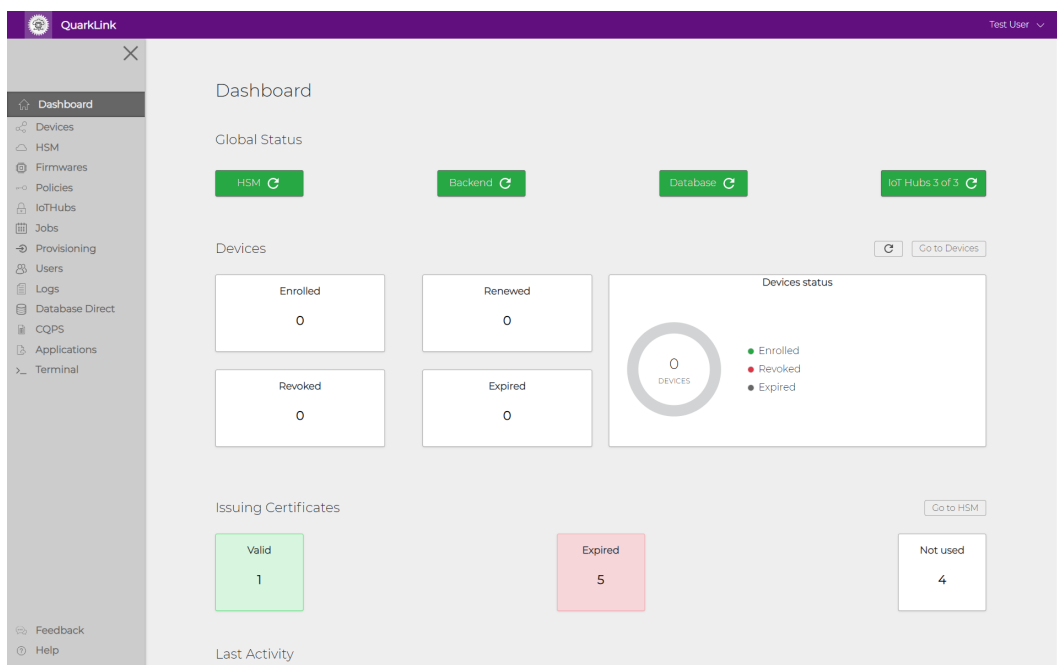 QuarkLink
Test User
Dashboard
Devices
HSM
Firmwares
Policies
IoTHubs
Jobs
Provisioning
Users
Logs
Database Direct
CQPS
Applications
Terminal
Feedback
Help
Dashboard
Global Status
HSM
Backend
Database
IoT Hubs 3 of 3
Devices
Go to Devices
Enrolled
0
Renewed
0
Revoked
0
Expired
0
Devices status
0
DEVICES
Enrolled
Revoked
Expired
Issuing Certificates
Go to HSM
Valid
1
Expired
5
Not used
4
Last Activity